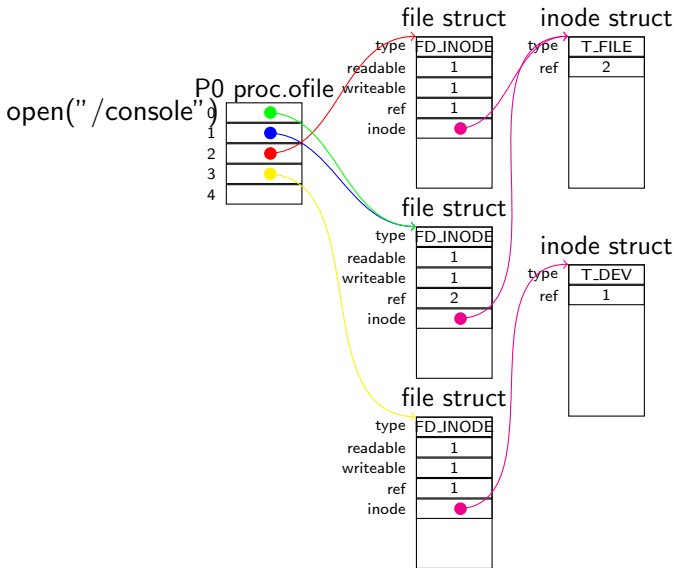 open("/console")
P0 proc.ofile
0
1
2
3
4
file struct
type FD_INODE
readable 1
writeable 1
ref 1
inode
file struct
type FD_INODE
readable 1
writeable 1
ref 2
inode
file struct
type FD_INODE
readable 1
writeable 1
ref 1
inode
inode struct
type T_FILE
ref 2
inode struct
type T_DEV
ref 1